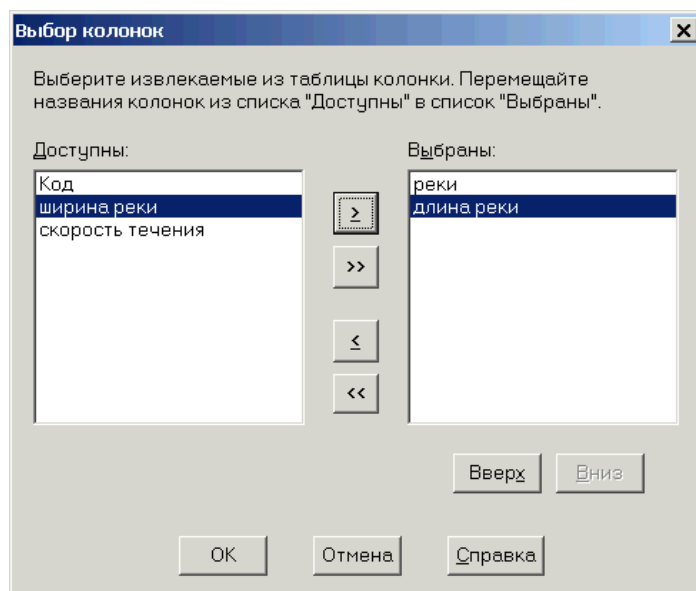 Выбор колонок
Выберите извлекаемые из таблицы колонки. Перемещайте
названия колонок из списка "Доступны" в список "Выбраны".
Доступны:
Код
ширина реки
скорость течения
>
>>
<
<<
Выбраны:
реки
длина реки
Вверх
Вниз
OK
Отмена
Справка